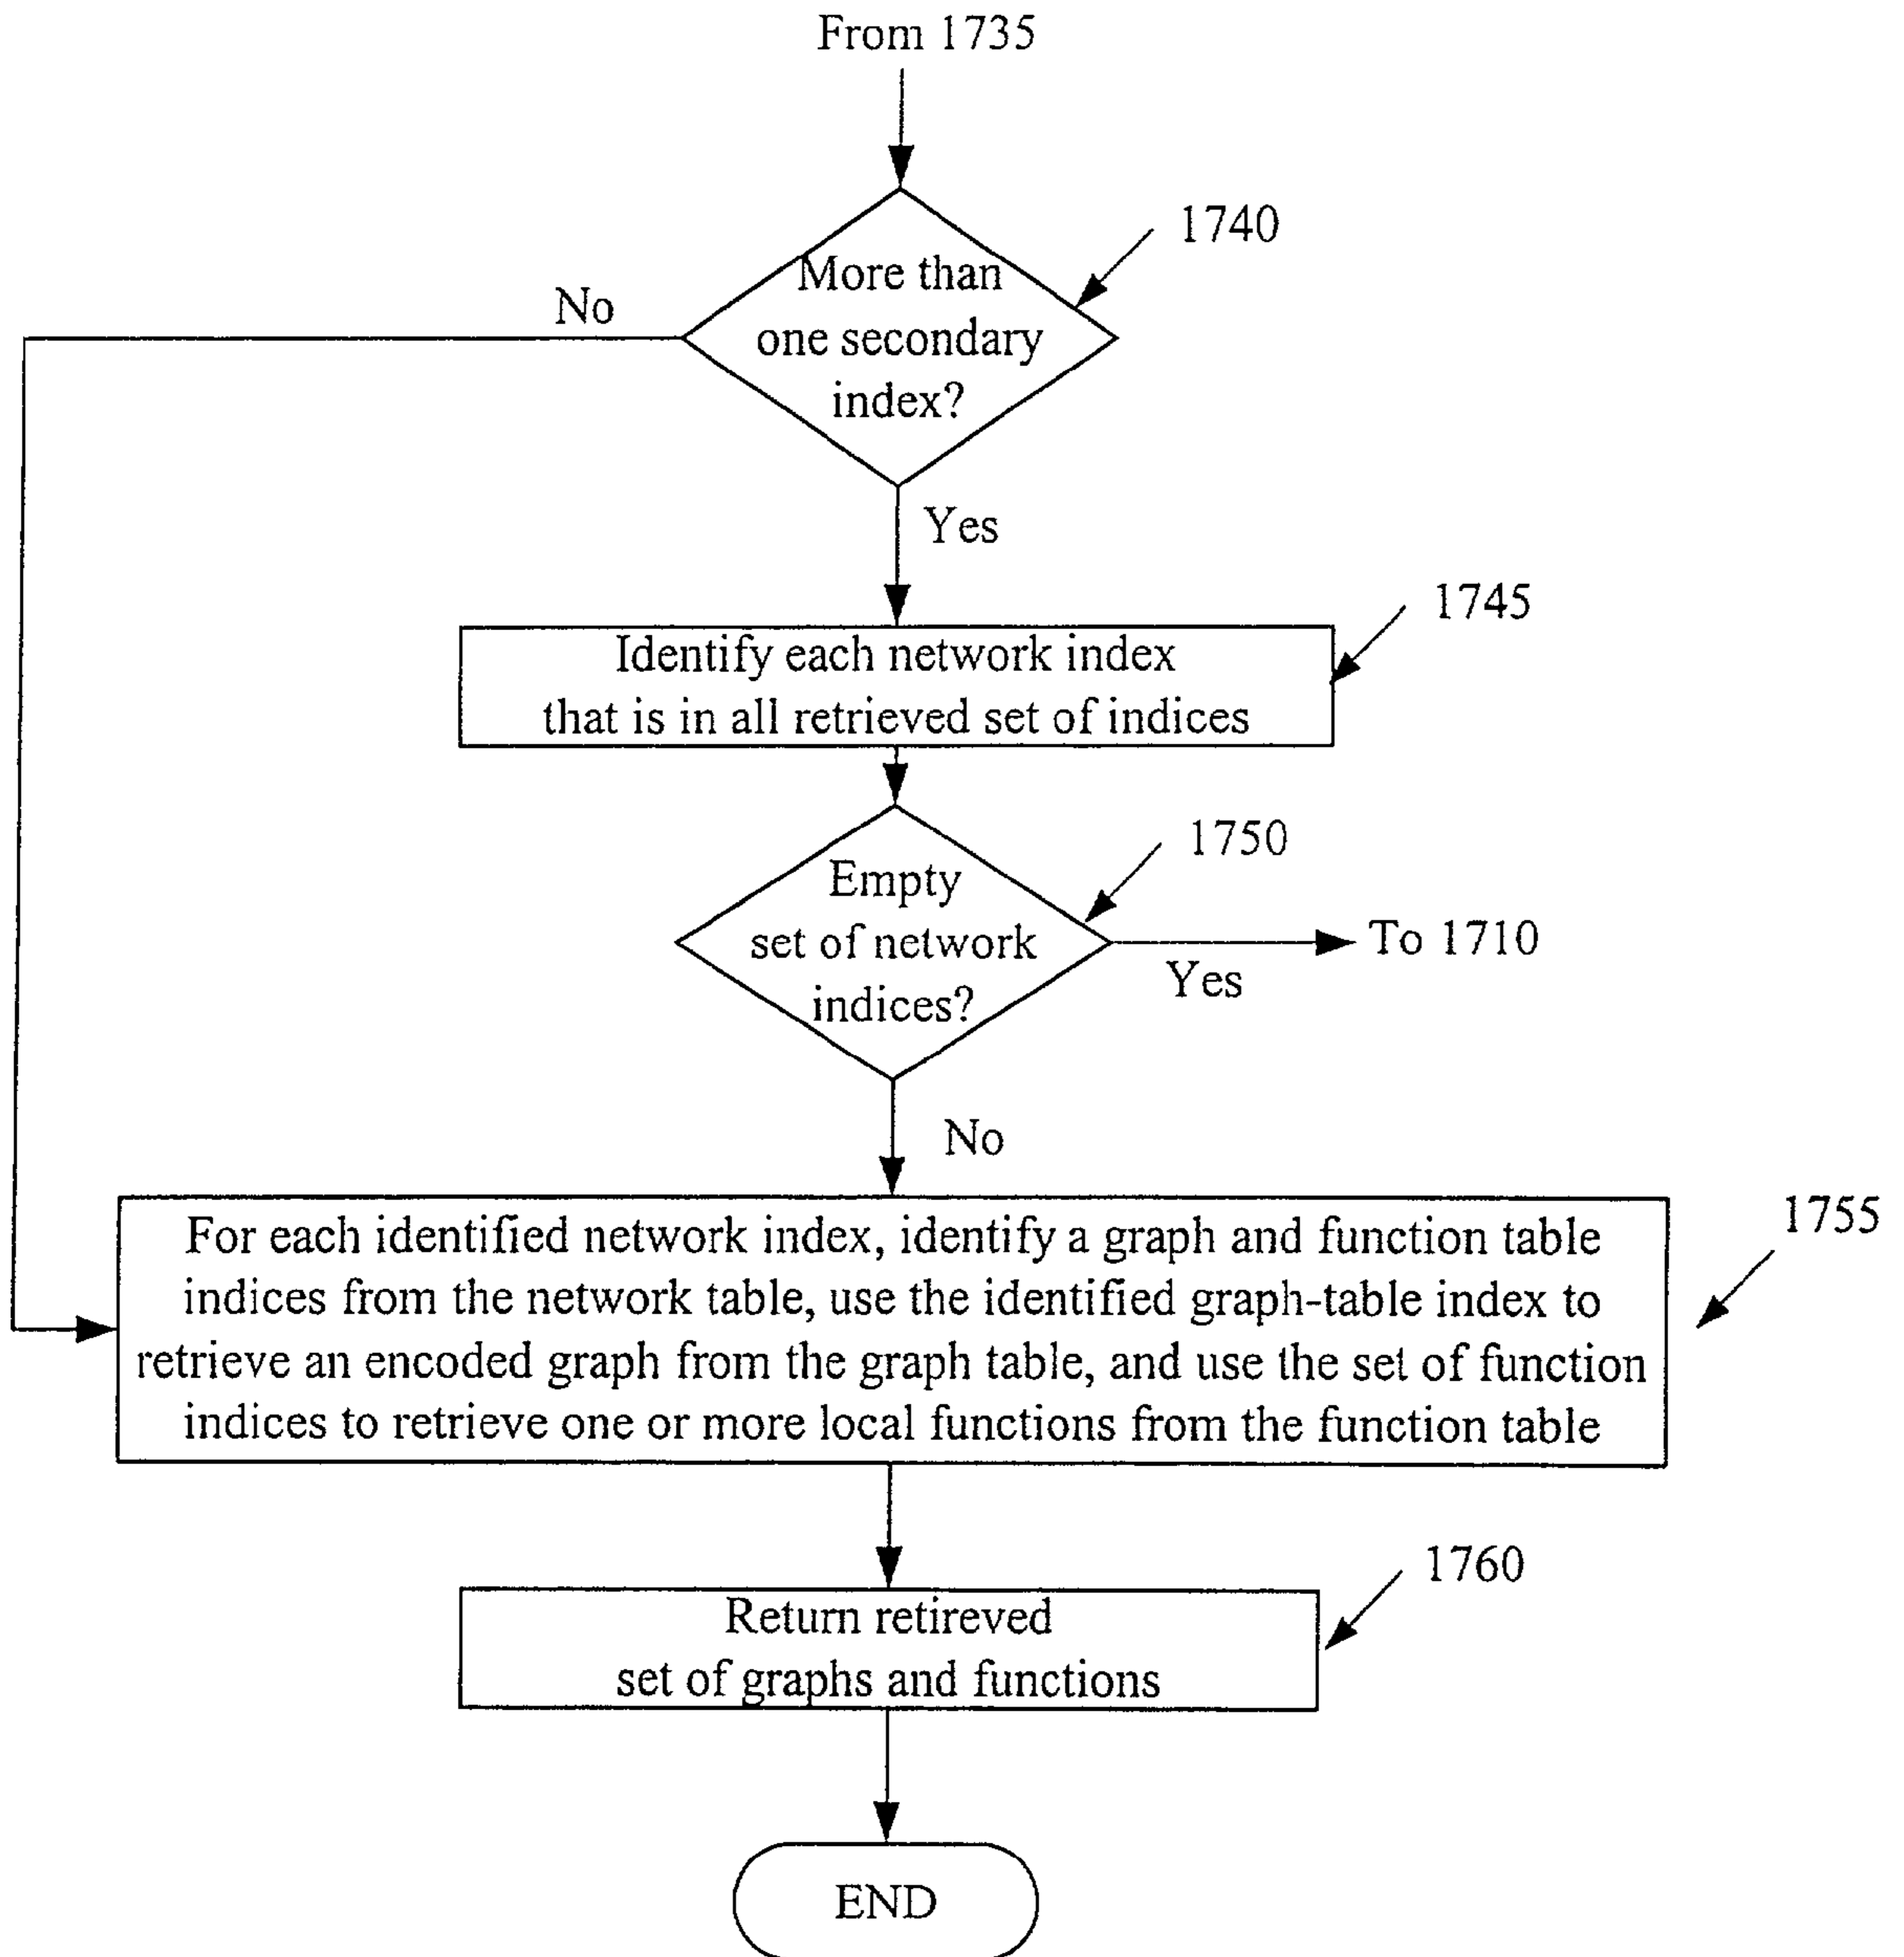 From 1735
1740
More than
one secondary
index?
No
Yes
1745
Identify each network index
that is in all retrieved set of indices
1750
Empty
set of network
indices?
To 1710
Yes
No
1755
For each identified network index, identify a graph and function table
indices from the network table, use the identified graph-table index to
retrieve an encoded graph from the graph table, and use the set of function
indices to retrieve one or more local functions from the function table
1760
Return retireved
set of graphs and functions
END